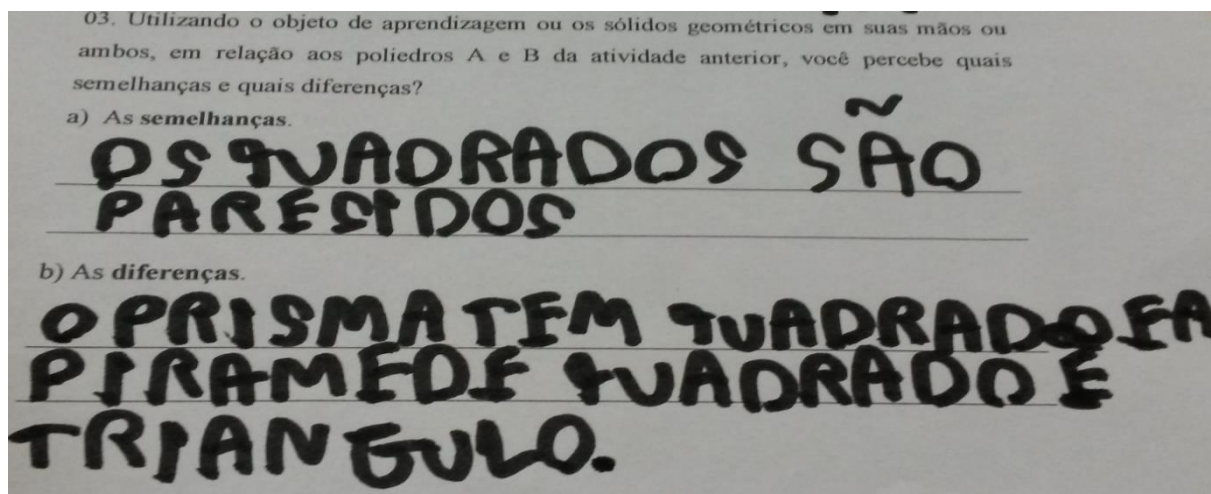 03. Utilizando o objeto de aprendizagem ou os sólidos geométricos em suas mãos ou
ambos, em relação aos poliedros A e B da atividade anterior, você percebe quais
semelhanças e quais diferenças?
a) As semelhanças.
OS QUADRADOS SÃO
PARESIDOS
b) As diferenças.
O PRISMA TEM QUADRADO E A
PIRAMEDE QUADRADO E
TRIANGULO.